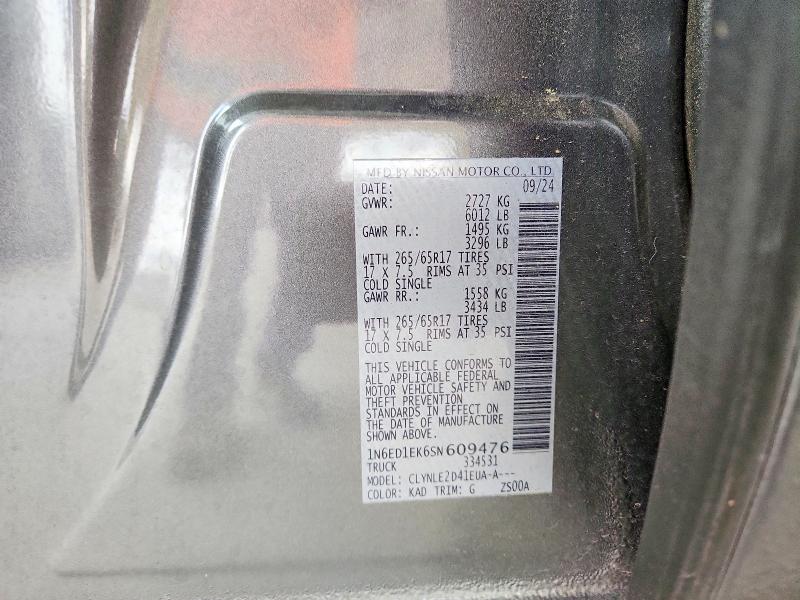 MFD BY NISSAN MOTOR CO., LTD
DATE: 09/24
GVWR: 2727 KG
6012 LB
GAWR FR.: 1495 KG
3296 LB
WITH 265/65R17 TIRES
17 X 7.5 RIMS AT 35 PSI
COLD SINGLE
GAWR RR.: 1558 KG
3434 LB
WITH 265/65R17 TIRES
17 X 7.5 RIMS AT 35 PSI
COLD SINGLE
THIS VEHICLE CONFORMS TO
ALL APPLICABLE FEDERAL
MOTOR VEHICLE SAFETY AND
THEFT PREVENTION
STANDARDS IN EFFECT ON
THE DATE OF MANUFACTURE
SHOWN ABOVE.
1N6ED1EK6SN609476
TRUCK 334531
MODEL: CLYNLE2D41EUA-A---
COLOR: KAD TRIM: G ZS00A